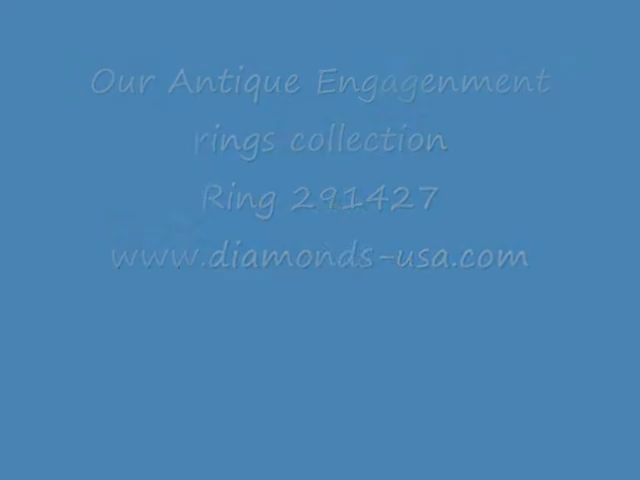 Our Antique Engagenment
rings collection
Ring 291427
www.diamonds-usa.com